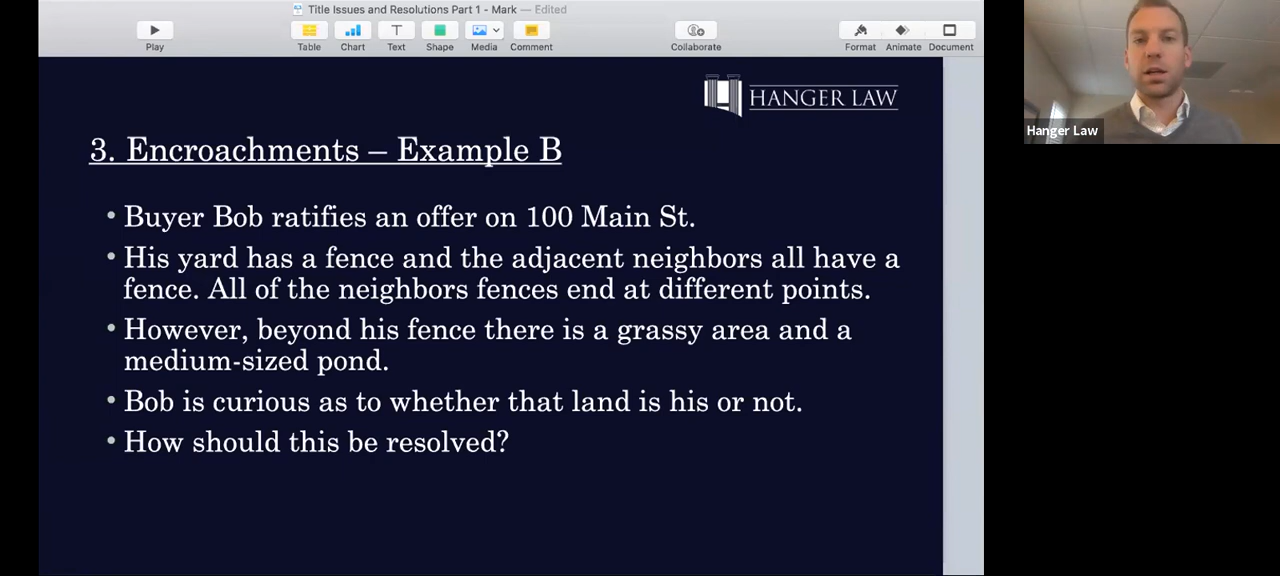 Title Issues and Resolutions Part 1 - Mark — Edited
Play
Table
Chart
Text
Shape
Media
Comment
Collaborate
Format
Animate
Document
HANGER LAW
Hanger Law
3. Encroachments – Example B
• Buyer Bob ratifies an offer on 100 Main St.
• His yard has a fence and the adjacent neighbors all have a
fence. All of the neighbors fences end at different points.
• However, beyond his fence there is a grassy area and a
medium-sized pond.
• Bob is curious as to whether that land is his or not.
• How should this be resolved?